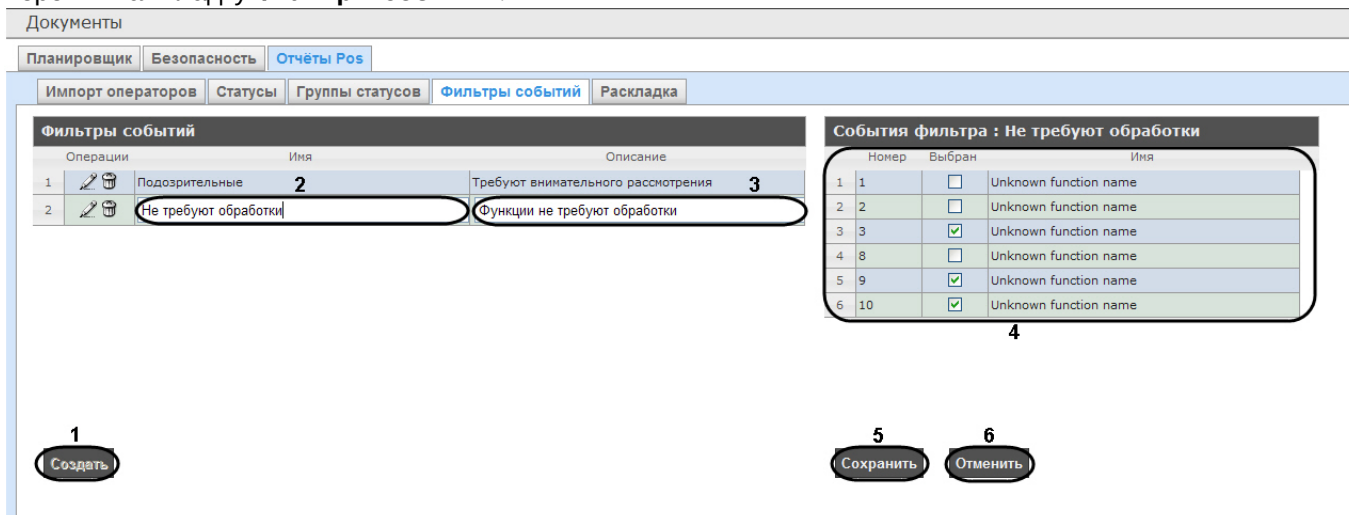 Документы
Планировщик Безопасность Отчёты Pos
Импорт операторов Статусы Группы статусов Фильтры событий Раскладка
Фильтры событий
Операции Имя Описание
1 Подозрительные 2 Требуют внимательного рассмотрения 3
2 Не требуют обработки Функции не требуют обработки
События фильтра : Не требуют обработки
Номер Выбран Имя
1 1 Unknown function name
2 2 Unknown function name
3 3 Unknown function name
4 8 Unknown function name
5 9 Unknown function name
6 10 Unknown function name
4
1
Создать
5 6
Сохранить Отменить